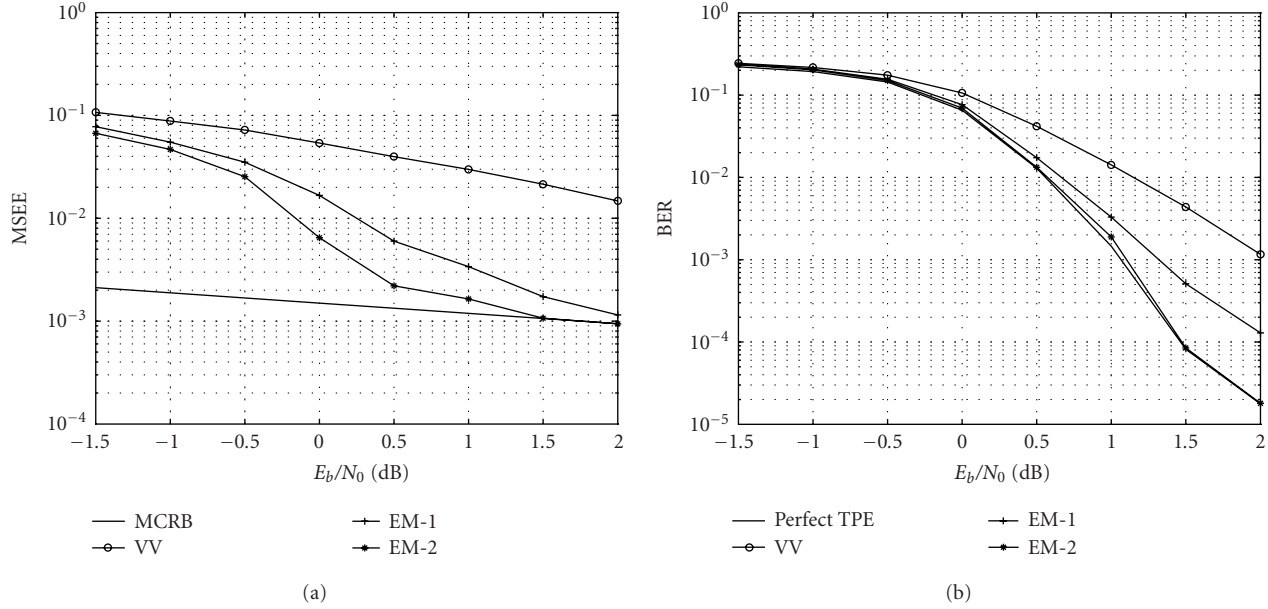 10^0
10^-1
10^-2
10^-3
10^-4
MSEE
−1.5 −1 −0.5 0 0.5 1 1.5 2
E_b/N_0 (dB)
MCRB
VV
EM-1
EM-2
(a)
10^0
10^-1
10^-2
10^-3
10^-4
10^-5
BER
−1.5 −1 −0.5 0 0.5 1 1.5 2
E_b/N_0 (dB)
Perfect TPE
VV
EM-1
EM-2
(b)